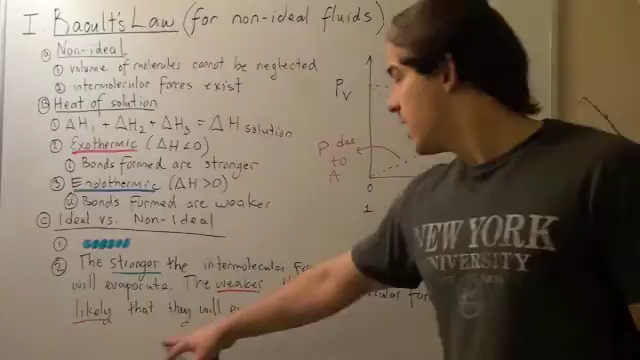 I. Raoult's Law (for non-ideal fluids)
Ⓐ Non-ideal
① volume of molecules cannot be neglected
② intermolecular forces exist
Ⓑ Heat of solution
① ΔH₁ + ΔH₂ + ΔH₃ = ΔH solution
② Exothermic (ΔH<0)
① Bonds formed are stronger
③ Endothermic (ΔH>0)
ⓐ Bonds formed are weaker
Ⓒ Ideal vs. Non-Ideal
①
② The stronger the intermolecular
will evaporate. The weaker
likely that they will
Pv
P due
to
A
0
1
NEW YORK
UNIVERSITY